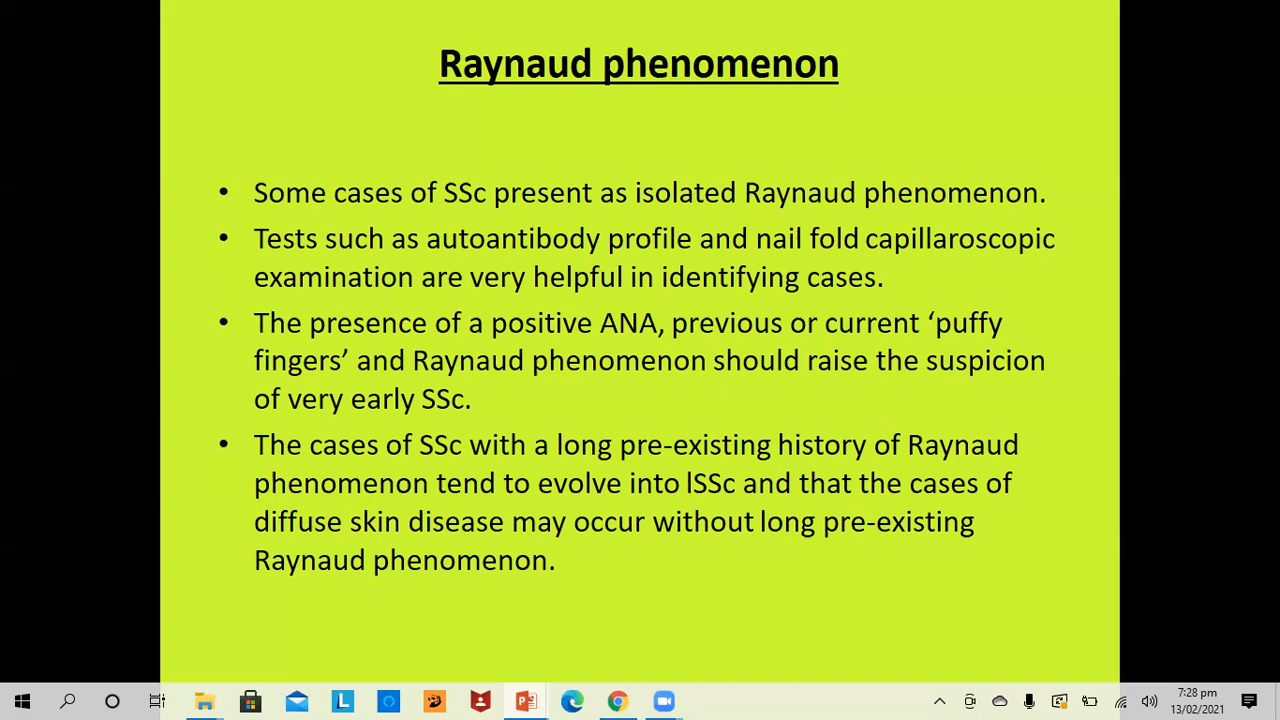 Raynaud phenomenon
• Some cases of SSc present as isolated Raynaud phenomenon.
• Tests such as autoantibody profile and nail fold capillaroscopic
examination are very helpful in identifying cases.
• The presence of a positive ANA, previous or current ‘puffy
fingers’ and Raynaud phenomenon should raise the suspicion
of very early SSc.
• The cases of SSc with a long pre-existing history of Raynaud
phenomenon tend to evolve into lSSc and that the cases of
diffuse skin disease may occur without long pre-existing
Raynaud phenomenon.
L
7:28 pm
13/02/2021